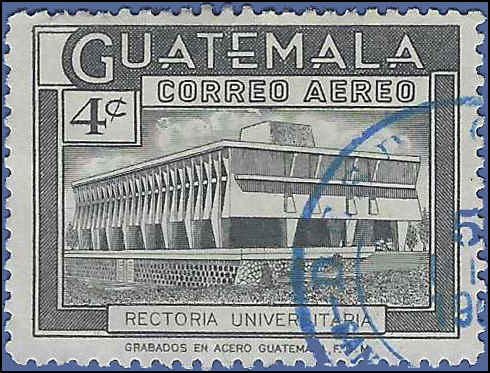 GUATEMALA
CORREO AEREO
4¢
RECTORIA UNIVERSITARIA
GRABADOS EN ACERO GUATEMALA